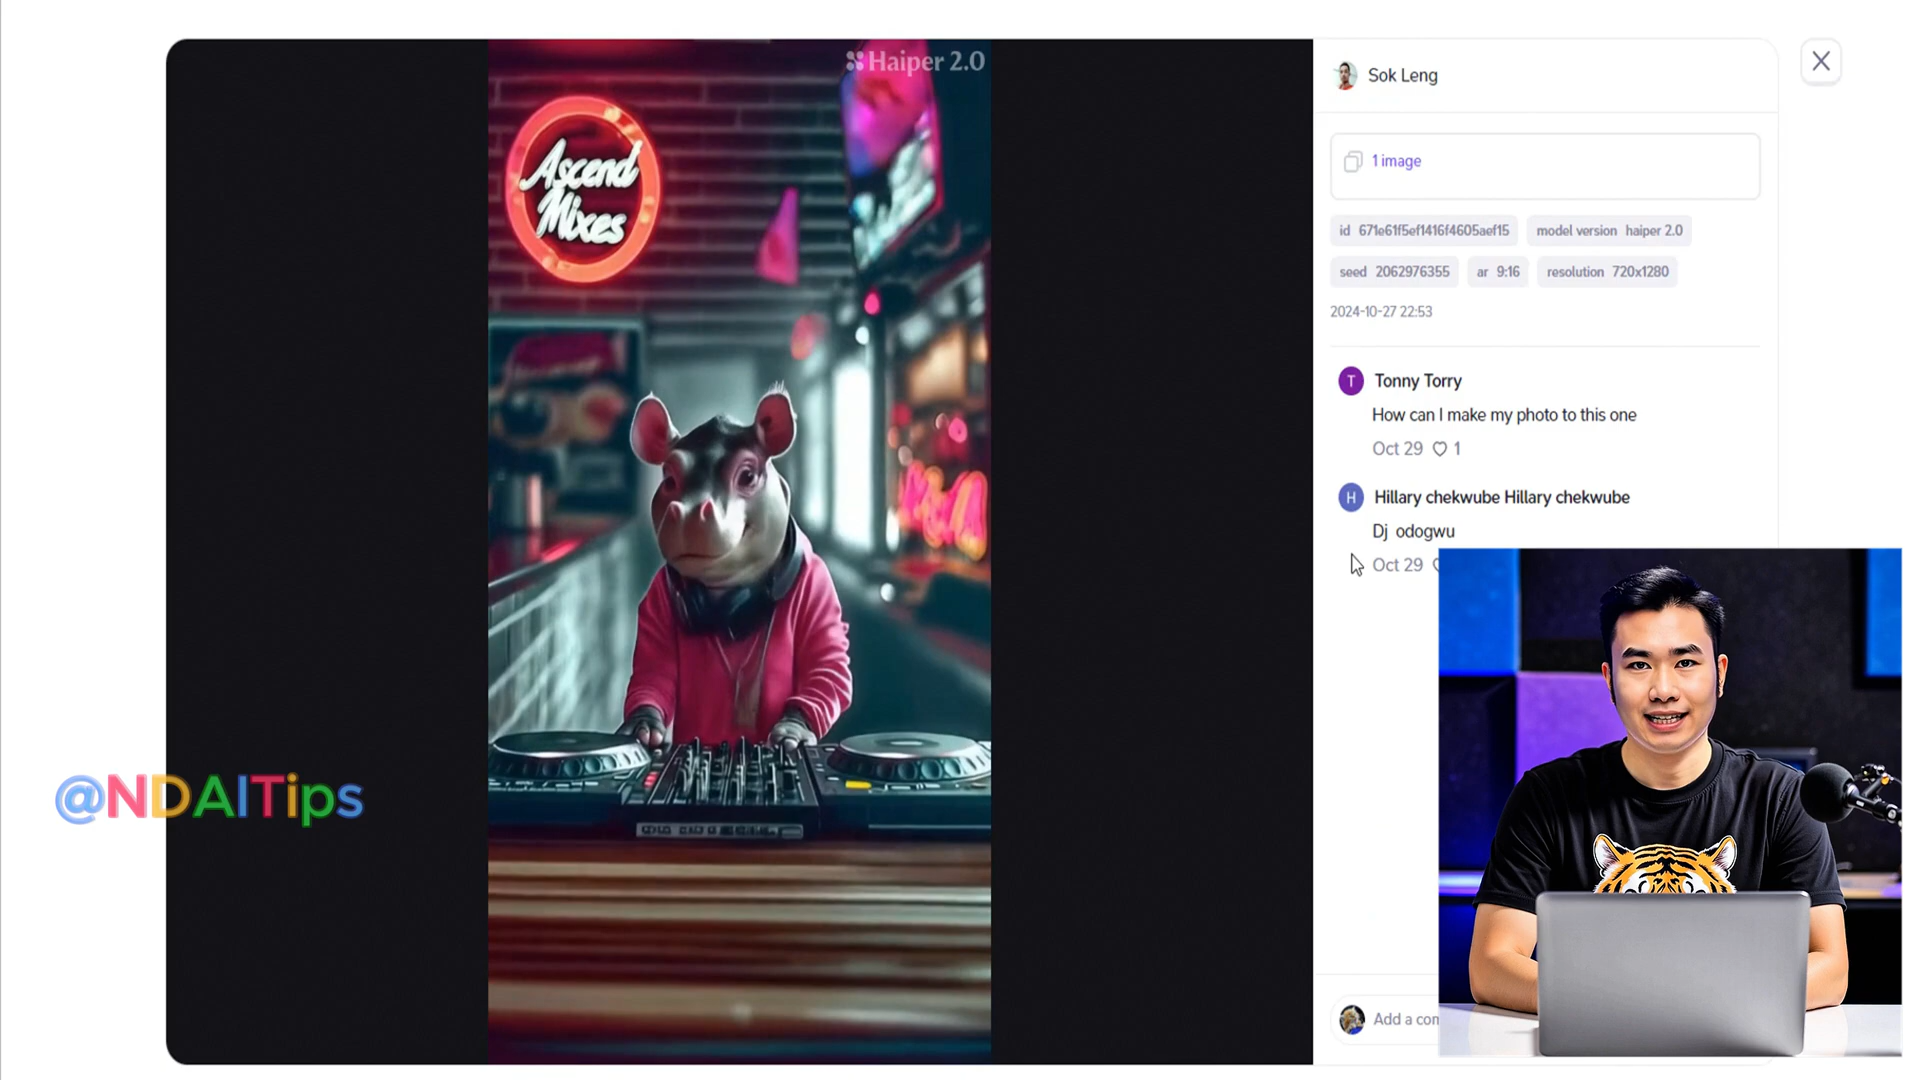 Haiper 2.0
Ascend
Mixes
@NDAITips
Sok Leng
1 image
id 671e61f5ef1416f4605aef15
model version haiper 2.0
seed 2062976355
ar 9:16
resolution 720x1280
2024-10-27 22:53
T
Tonny Torry
How can I make my photo to this one
Oct 29 1
H
Hillary chekwube Hillary chekwube
Dj odogwu
Oct 29
Add a com